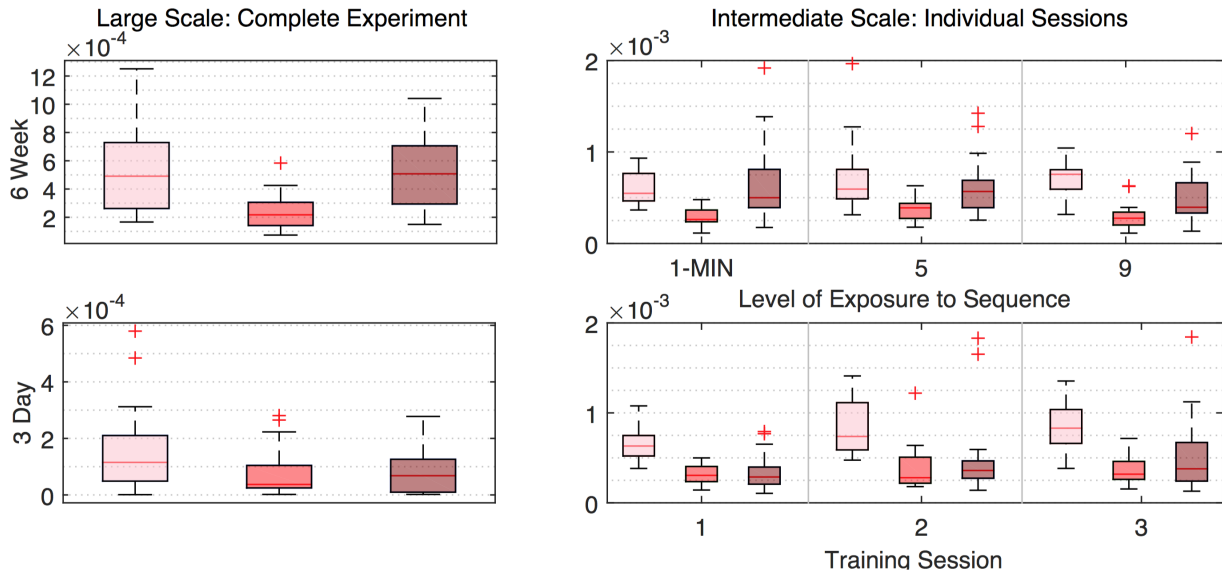 Large Scale: Complete Experiment
×10-4
6 Week
12
10
8
6
4
2
Intermediate Scale: Individual Sessions
×10-3
2
1
0
1-MIN 5 9
Level of Exposure to Sequence
×10-4
3 Day
6
4
2
0
×10-3
2
1
0
1 2 3
Training Session